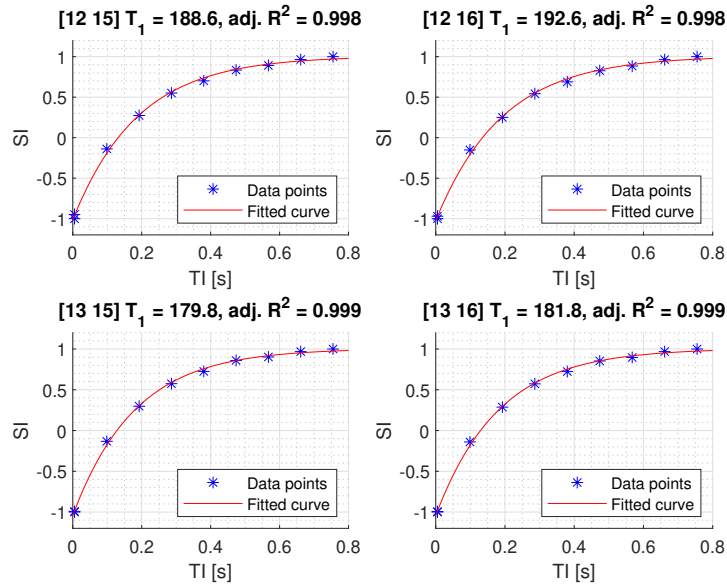 [12 15] T1 = 188.6, adj. R² = 0.998
1
0.5
0
-0.5
-1
SI
Data points
Fitted curve
0 0.2 0.4 0.6 0.8
TI [s]
[12 16] T1 = 192.6, adj. R² = 0.998
1
0.5
0
-0.5
-1
SI
Data points
Fitted curve
0 0.2 0.4 0.6 0.8
TI [s]
[13 15] T1 = 179.8, adj. R² = 0.999
1
0.5
0
-0.5
-1
SI
Data points
Fitted curve
0 0.2 0.4 0.6 0.8
TI [s]
[13 16] T1 = 181.8, adj. R² = 0.999
1
0.5
0
-0.5
-1
SI
Data points
Fitted curve
0 0.2 0.4 0.6 0.8
TI [s]